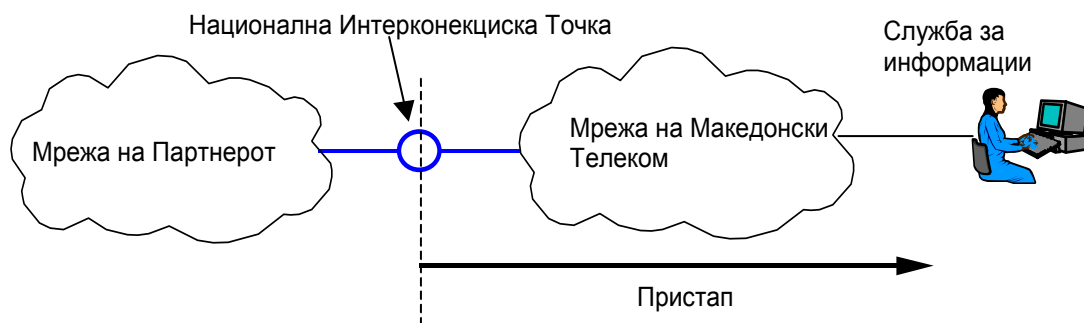 Национална Интерконекциска Точка
Служба за
информации
Мрежа на Партнерот
Мрежа на Македонски
Телеком
Пристап